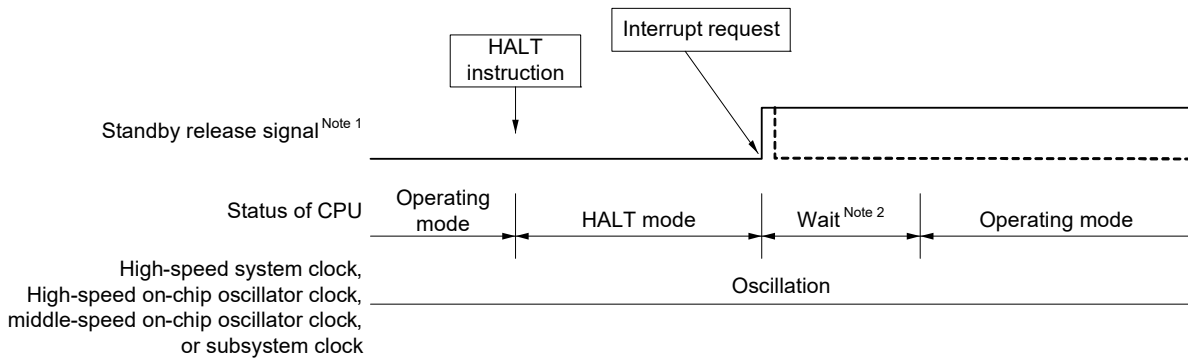 HALT
instruction
Interrupt request
Standby release signal Note 1
Status of CPU
Operating
mode
HALT mode
Wait Note 2
Operating mode
High-speed system clock,
High-speed on-chip oscillator clock,
middle-speed on-chip oscillator clock,
or subsystem clock
Oscillation